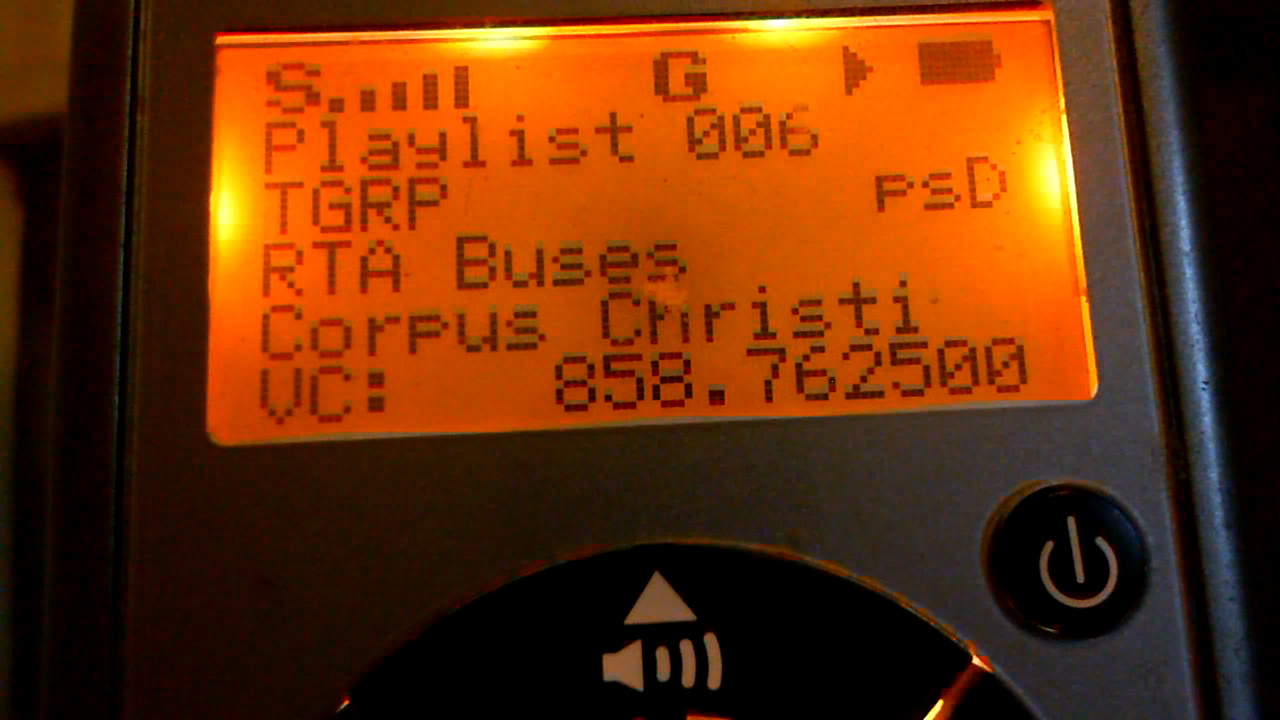 S G
Playlist 006
TGRP psD
RTA Buses
Corpus Christi
VC: 858.762500